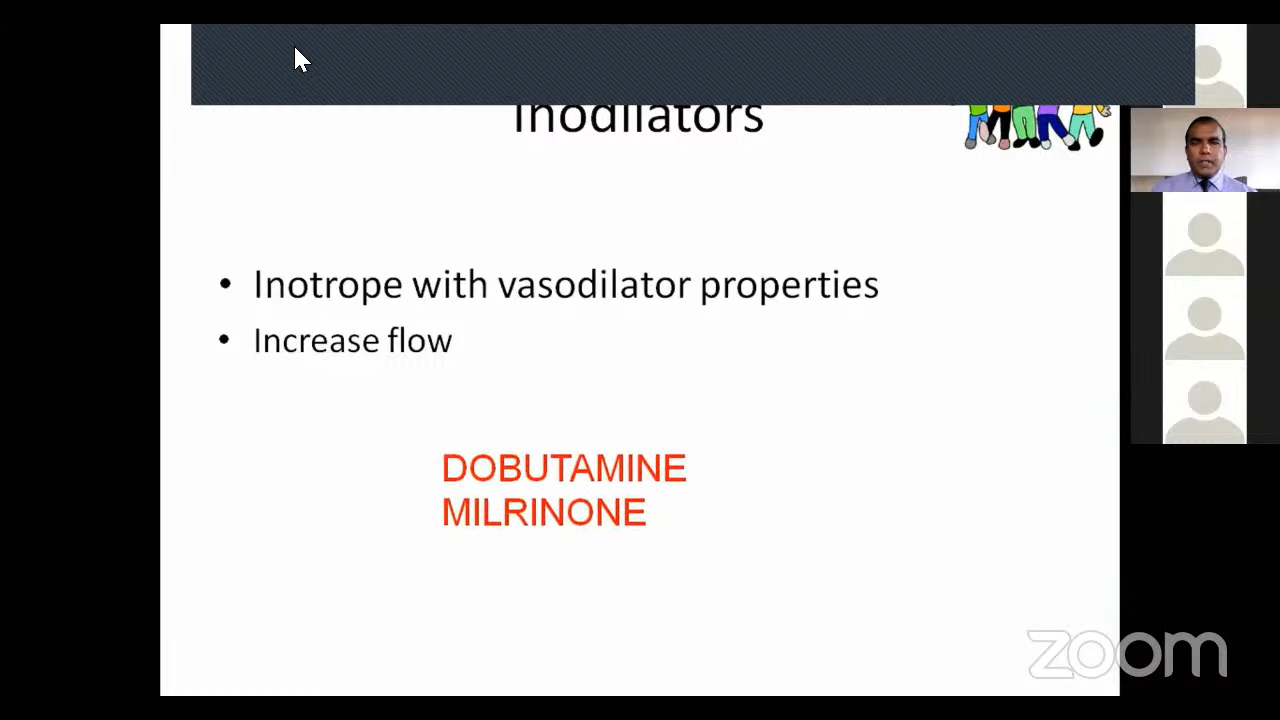 Inodilators
• Inotrope with vasodilator properties
• Increase flow
DOBUTAMINE
MILRINONE
zoom